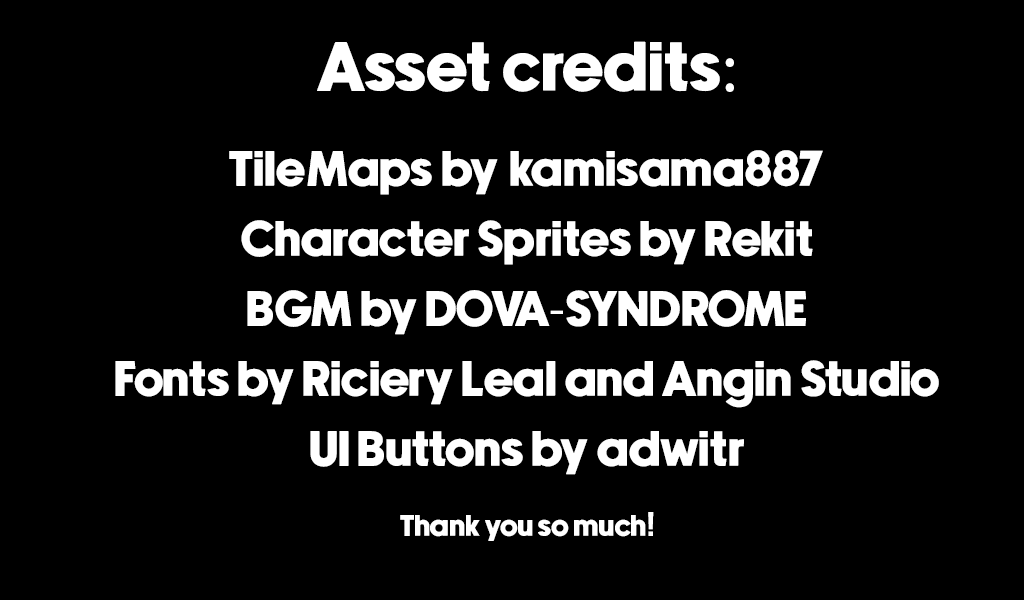 Asset credits:
TileMaps by kamisama887
Character Sprites by Rekit
BGM by DOVA-SYNDROME
Fonts by Riciery Leal and Angin Studio
UI Buttons by adwitr
Thank you so much!